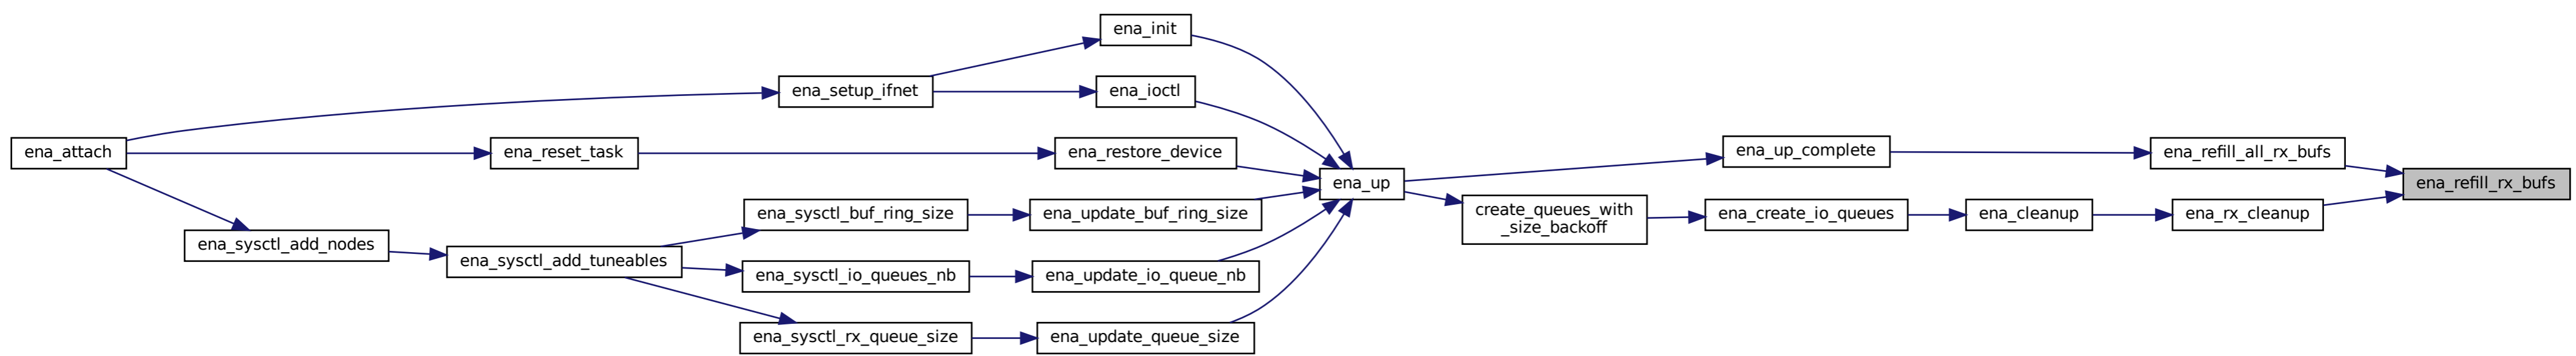 ena_init
ena_setup_ifnet
ena_ioctl
ena_attach
ena_reset_task
ena_restore_device
ena_up
ena_up_complete
ena_refill_all_rx_bufs
ena_refill_rx_bufs
ena_sysctl_buf_ring_size
ena_update_buf_ring_size
create_queues_with
_size_backoff
ena_create_io_queues
ena_cleanup
ena_rx_cleanup
ena_sysctl_add_nodes
ena_sysctl_add_tuneables
ena_sysctl_io_queues_nb
ena_update_io_queue_nb
ena_sysctl_rx_queue_size
ena_update_queue_size